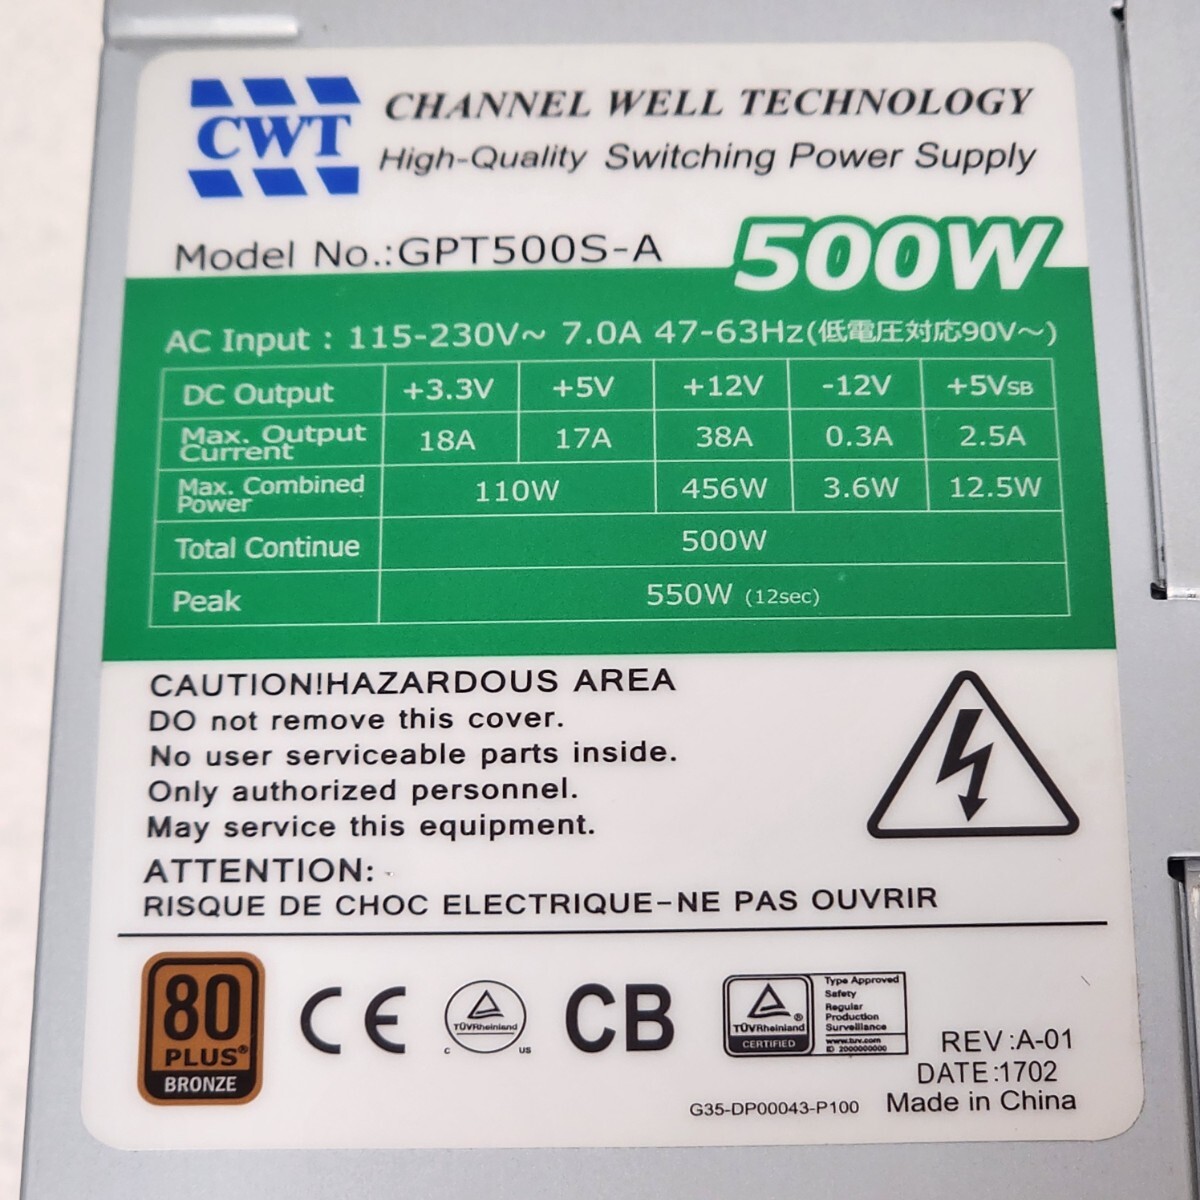 CWT
CHANNEL WELL TECHNOLOGY
High-Quality Switching Power Supply
Model No.:GPT500S-A
500W
AC Input : 115-230V~ 7.0A 47-63Hz(低電圧対応90V~)
DC Output +3.3V +5V +12V -12V +5VSB
Max. Output Current 18A 17A 38A 0.3A 2.5A
Max. Combined Power 110W 456W 3.6W 12.5W
Total Continue 500W
Peak 550W (12sec)
CAUTION!HAZARDOUS AREA
DO not remove this cover.
No user serviceable parts inside.
Only authorized personnel.
May service this equipment.
ATTENTION:
RISQUE DE CHOC ELECTRIQUE-NE PAS OUVRIR
80
PLUS®
BRONZE
CE
TÜVRheinland
C US
CB
TÜVRheinland®
CERTIFIED
Type Approved
Safety
Regular
Production
Surveillance
www.tuv.com
ID 2000000000
REV :A-01
DATE:1702
G35-DP00043-P100
Made in China